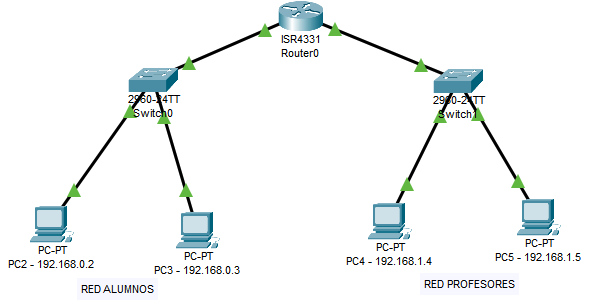 ISR4331
Router0
2960-24TT
Switch0
2960-24TT
Switch1
PC-PT
PC2 - 192.168.0.2
PC-PT
PC3 - 192.168.0.3
PC-PT
PC4 - 192.168.1.4
PC-PT
PC5 - 192.168.1.5
RED ALUMNOS
RED PROFESORES